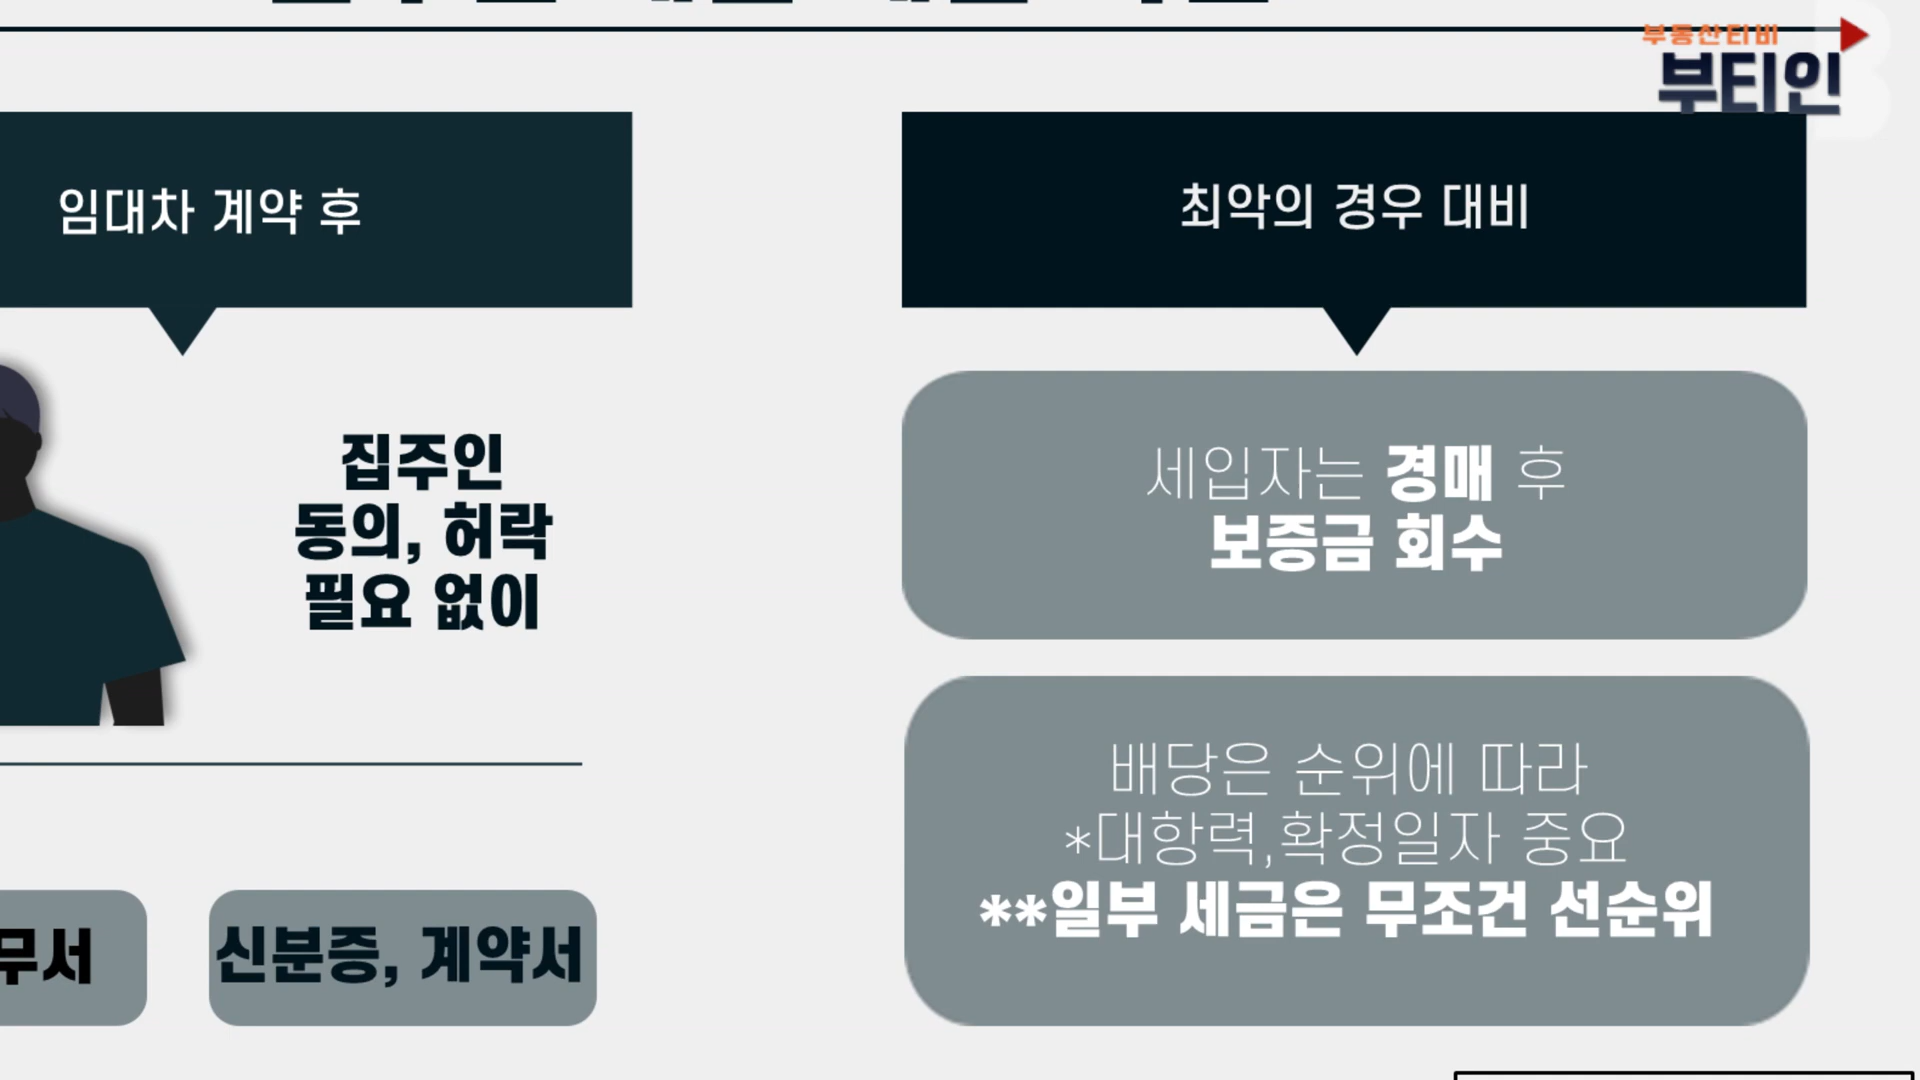 부동산티비
부티인
임대차 계약 후
집주인
동의, 허락
필요 없이
무서
신분증, 계약서
최악의 경우 대비
세입자는 경매 후
보증금 회수
배당은 순위에 따라
*대항력,확정일자 중요
**일부 세금은 무조건 선순위